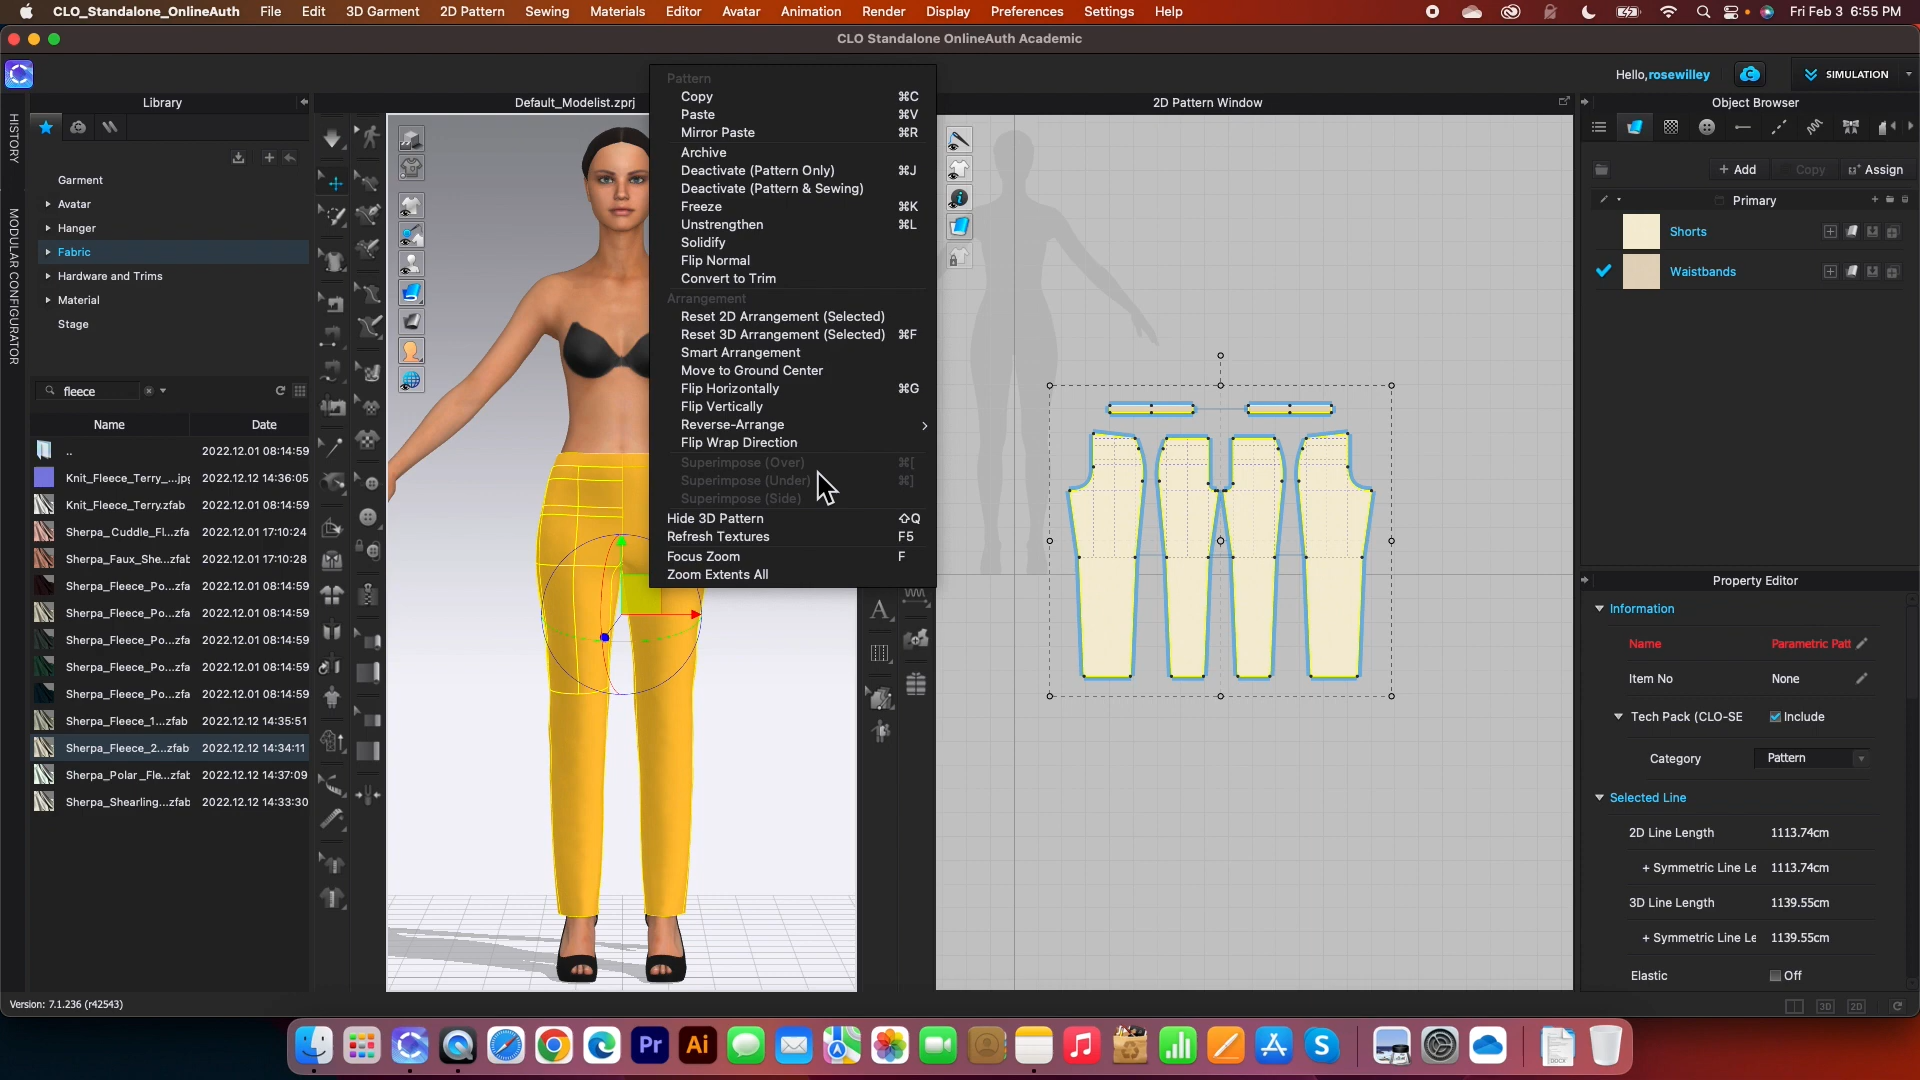 CLO_Standalone_OnlineAuth File Edit 3D Garment 2D Pattern Sewing Materials Editor Avatar Animation Render Display Preferences Settings Help Fri Feb 3 6:55 PM
CLO Standalone OnlineAuth Academic
Hello,rosewilley SIMULATION
HISTORY
MODULAR CONFIGURATOR
Library
Garment
Avatar
Hanger
Fabric
Hardware and Trims
Material
Stage
fleece
Name Date
.. 2022.12.01 08:14:59
Knit_Fleece_Terry_...jpg 2022.12.12 14:36:05
Knit_Fleece_Terry.zfab 2022.12.01 08:14:59
Sherpa_Cuddle_Fl...zfa 2022.12.01 17:10:24
Sherpa_Faux_She...zfab 2022.12.01 17:10:28
Sherpa_Fleece_Po...zfa 2022.12.01 08:14:59
Sherpa_Fleece_Po...zfa 2022.12.01 08:14:59
Sherpa_Fleece_Po...zfa 2022.12.01 08:14:59
Sherpa_Fleece_Po...zfa 2022.12.01 08:14:59
Sherpa_Fleece_Po...zfa 2022.12.01 08:14:59
Sherpa_Fleece_1...zfab 2022.12.12 14:35:51
Sherpa_Fleece_2...zfab 2022.12.12 14:34:11
Sherpa_Polar_Fle...zfab 2022.12.12 14:37:09
Sherpa_Shearling...zfab 2022.12.12 14:33:30
Version: 7.1.236 (r42543)
Default_Modelist.zprj
Pattern
Copy ⌘C
Paste ⌘V
Mirror Paste ⌘R
Archive
Deactivate (Pattern Only) ⌘J
Deactivate (Pattern & Sewing)
Freeze ⌘K
Unstrengthen ⌘L
Solidify
Flip Normal
Convert to Trim
Arrangement
Reset 2D Arrangement (Selected)
Reset 3D Arrangement (Selected) ⌘F
Smart Arrangement
Move to Ground Center
Flip Horizontally ⌘G
Flip Vertically
Reverse-Arrange
Flip Wrap Direction
Superimpose (Over) ⌘[
Superimpose (Under) ⌘]
Superimpose (Side)
Hide 3D Pattern ⇧Q
Refresh Textures F5
Focus Zoom F
Zoom Extents All
2D Pattern Window
Object Browser
+ Add Copy Assign
Primary
Shorts
Waistbands
Property Editor
Information
Name Parametric Patt
Item No None
Tech Pack (CLO-SE Include
Category Pattern
Selected Line
2D Line Length 1113.74cm
+ Symmetric Line Le 1113.74cm
3D Line Length 1139.55cm
+ Symmetric Line Le 1139.55cm
Elastic Off
3D 2D
A
Pr Ai S
DOCX